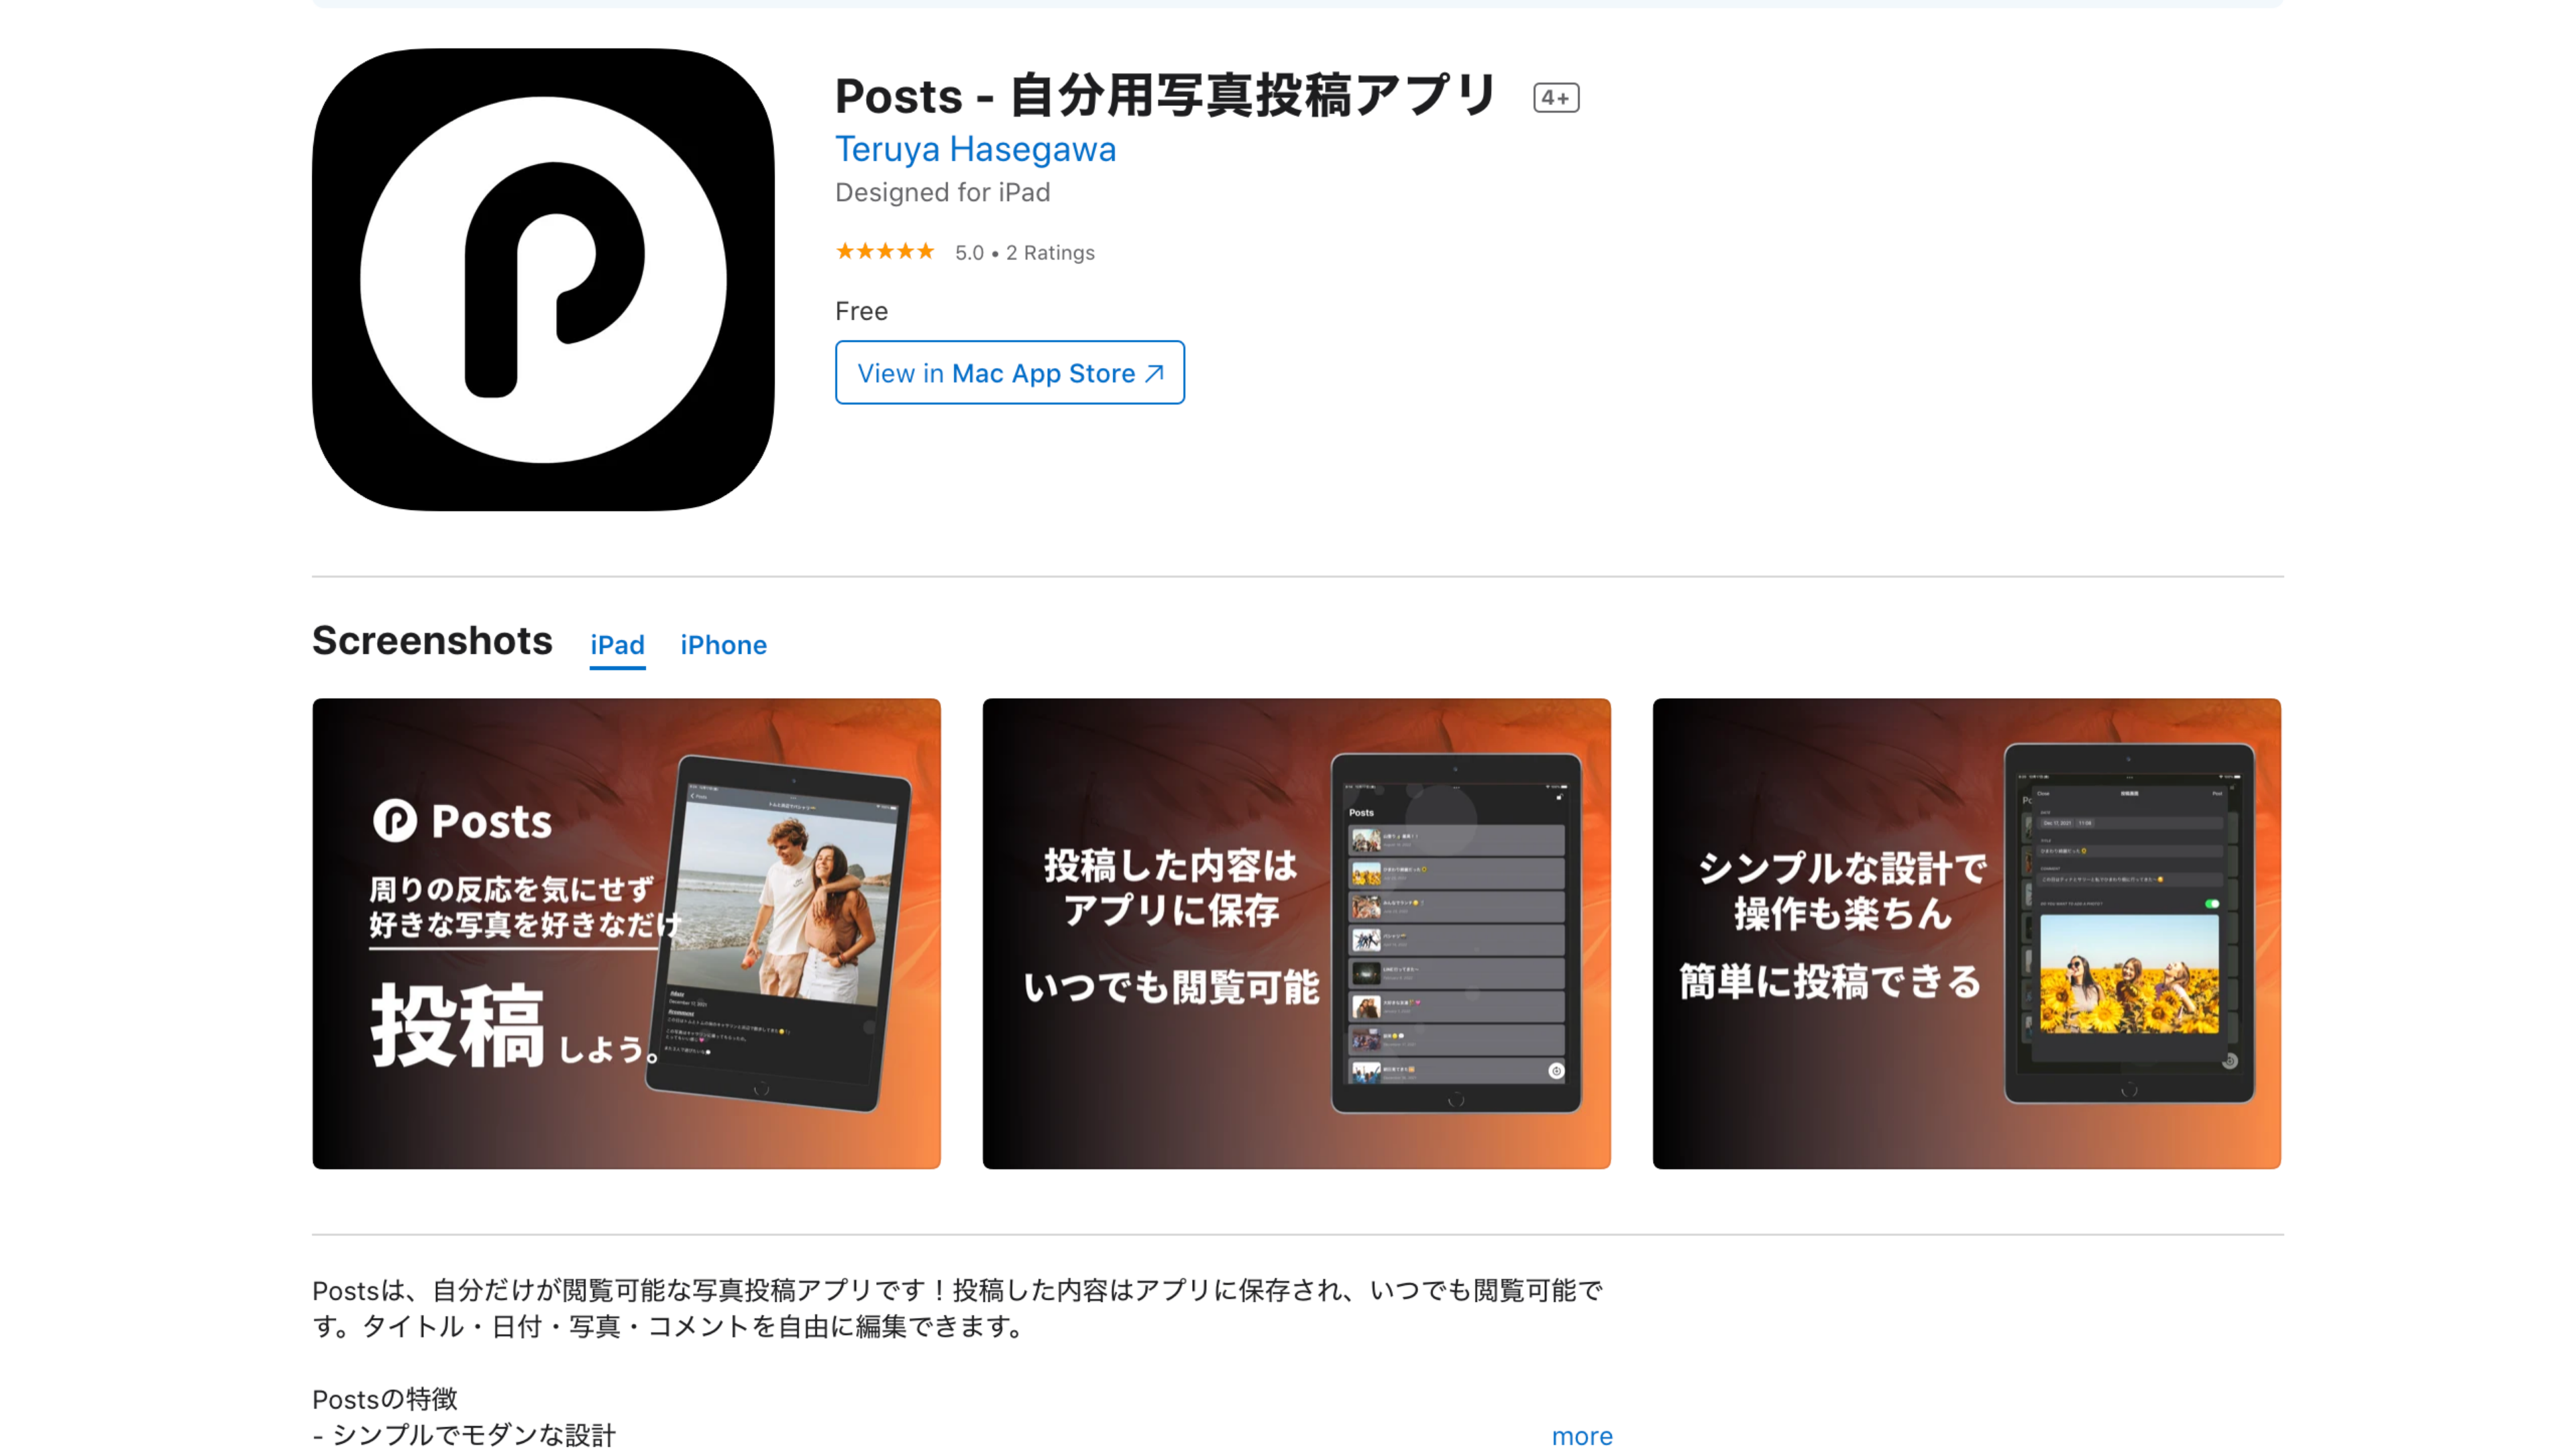 Posts - 自分用写真投稿アプリ 4+
Teruya Hasegawa
Designed for iPad
★★★★★ 5.0 • 2 Ratings
Free
View in Mac App Store ↗
Screenshots iPad iPhone
Posts
周りの反応を気にせず
好きな写真を好きなだけ
投稿しよう。
投稿した内容は
アプリに保存
いつでも閲覧可能
Posts
シンプルな設計で
操作も楽ちん
簡単に投稿できる
Postsは、自分だけが閲覧可能な写真投稿アプリです！投稿した内容はアプリに保存され、いつでも閲覧可能で
す。タイトル・日付・写真・コメントを自由に編集できます。
Postsの特徴
- シンプルでモダンな設計
more